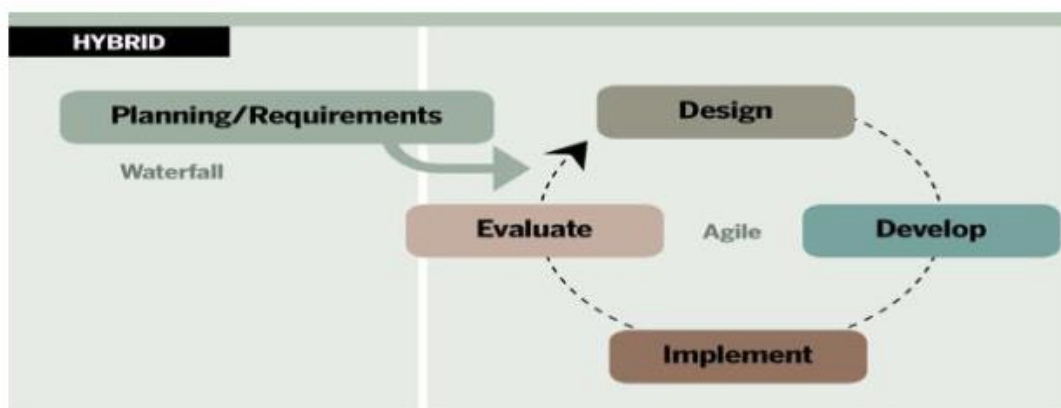 HYBRID
Planning/Requirements
Waterfall
Design
Evaluate
Agile
Develop
Implement